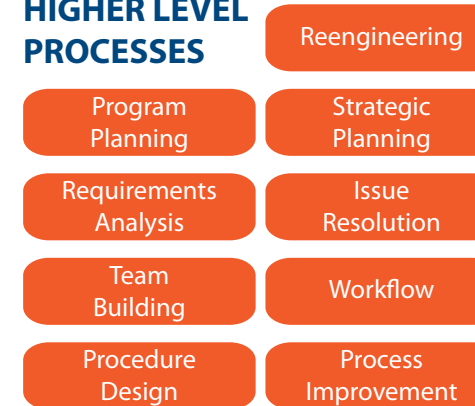 HIGHER LEVEL
PROCESSES
Reengineering
Program
Planning
Strategic
Planning
Requirements
Analysis
Issue
Resolution
Team
Building
Workflow
Procedure
Design
Process
Improvement